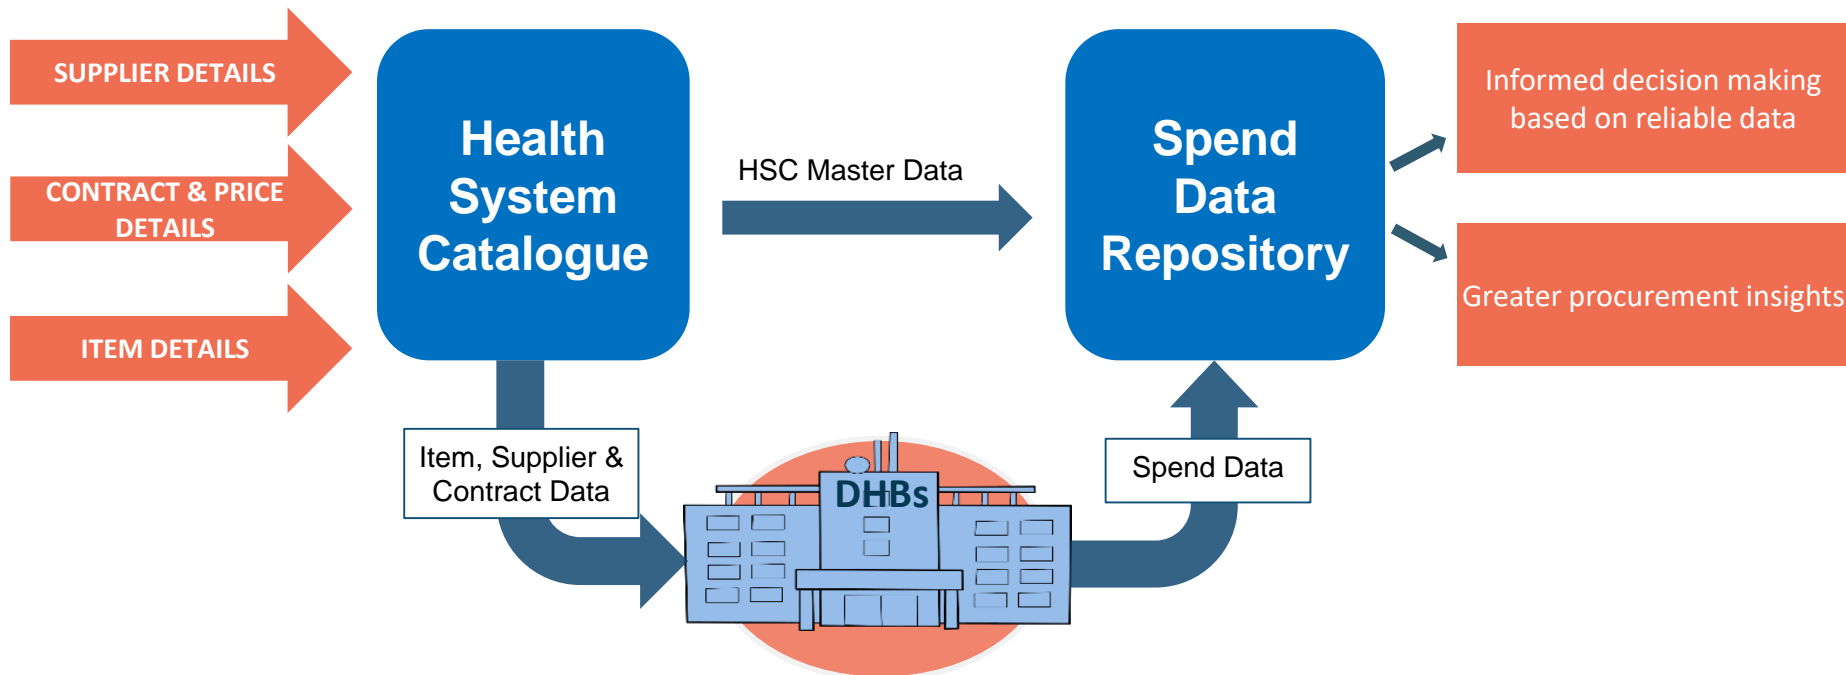 SUPPLIER DETAILS
CONTRACT & PRICE
DETAILS
ITEM DETAILS
Health
System
Catalogue
HSC Master Data
Spend
Data
Repository
Informed decision making
based on reliable data
Greater procurement insights
Item, Supplier &
Contract Data
DHBs
Spend Data